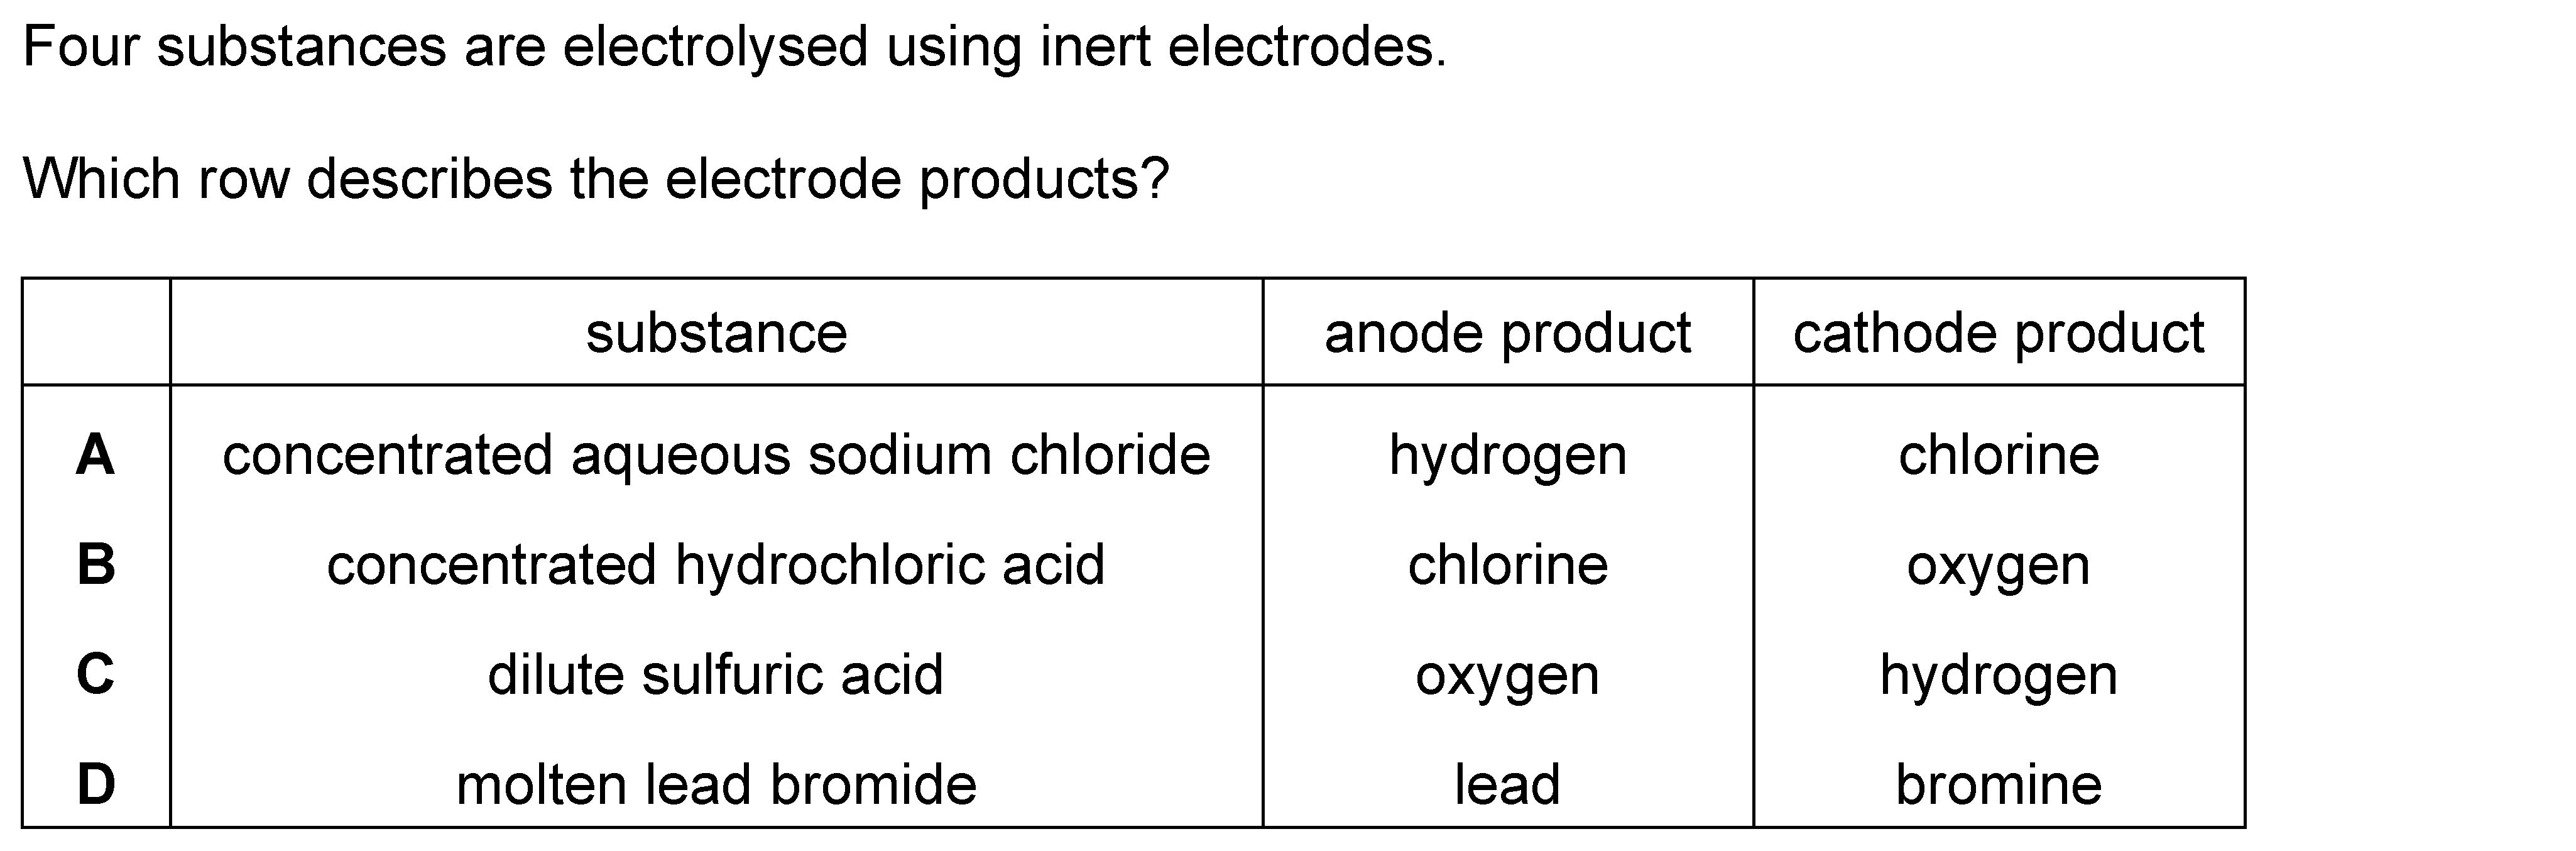 Four substances are electrolysed using inert electrodes.
Which row describes the electrode products?
substance anode product cathode product
A concentrated aqueous sodium chloride hydrogen chlorine
B concentrated hydrochloric acid chlorine oxygen
C dilute sulfuric acid oxygen hydrogen
D molten lead bromide lead bromine